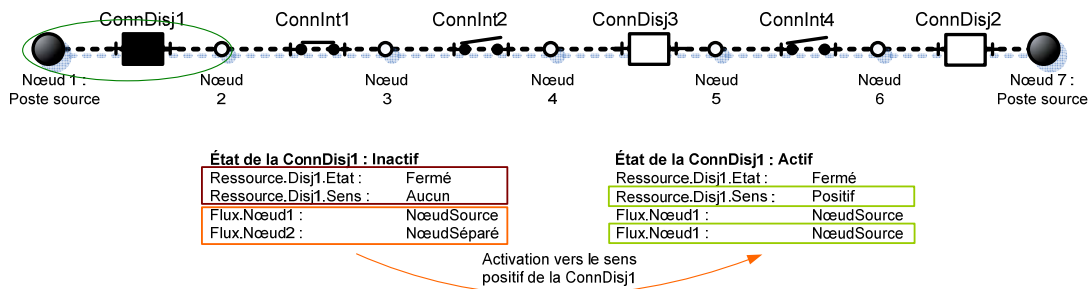 ConnDisj1 ConnInt1 ConnInt2 ConnDisj3 ConnInt4 ConnDisj2
Nœud 1 :
Poste source
Nœud
2
Nœud
3
Nœud
4
Nœud
5
Nœud
6
Nœud 7 :
Poste source
État de la ConnDisj1 : Inactif
Ressource.Disj1.Etat : Fermé
Ressource.Disj1.Sens : Aucun
Flux.Nœud1 : NœudSource
Flux.Nœud2 : NœudSéparé
État de la ConnDisj1 : Actif
Ressource.Disj1.Etat : Fermé
Ressource.Disj1.Sens : Positif
Flux.Nœud1 : NœudSource
Flux.Nœud1 : NœudSource
Activation vers le sens
positif de la ConnDisj1